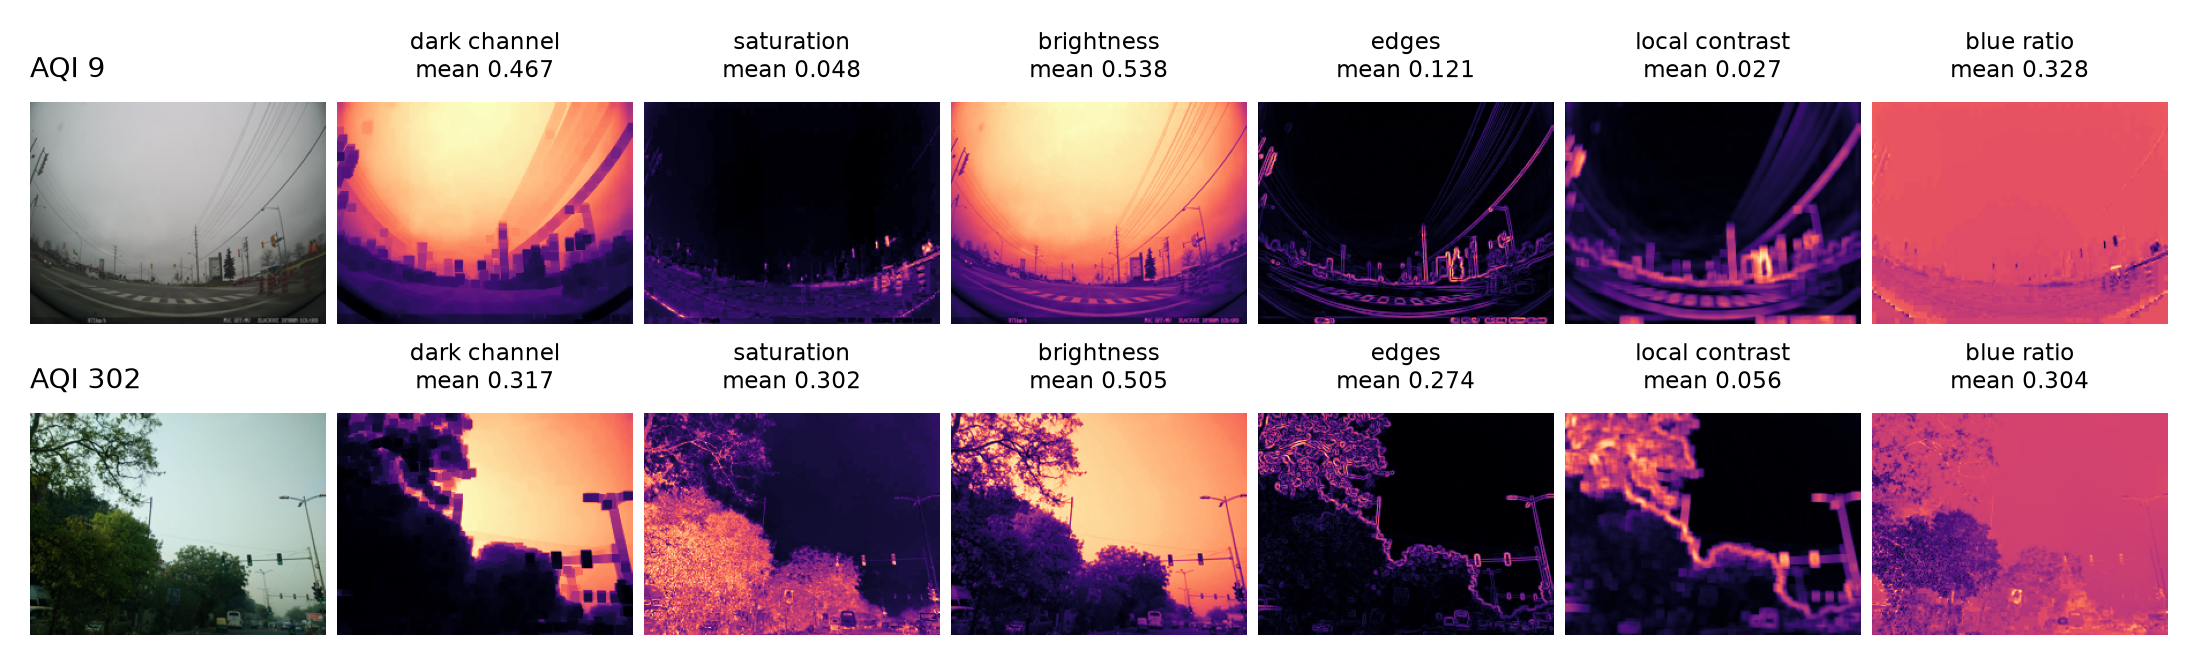 AQI 9
dark channel
mean 0.467
saturation
mean 0.048
brightness
mean 0.538
edges
mean 0.121
local contrast
mean 0.027
blue ratio
mean 0.328
AQI 302
dark channel
mean 0.317
saturation
mean 0.302
brightness
mean 0.505
edges
mean 0.274
local contrast
mean 0.056
blue ratio
mean 0.304